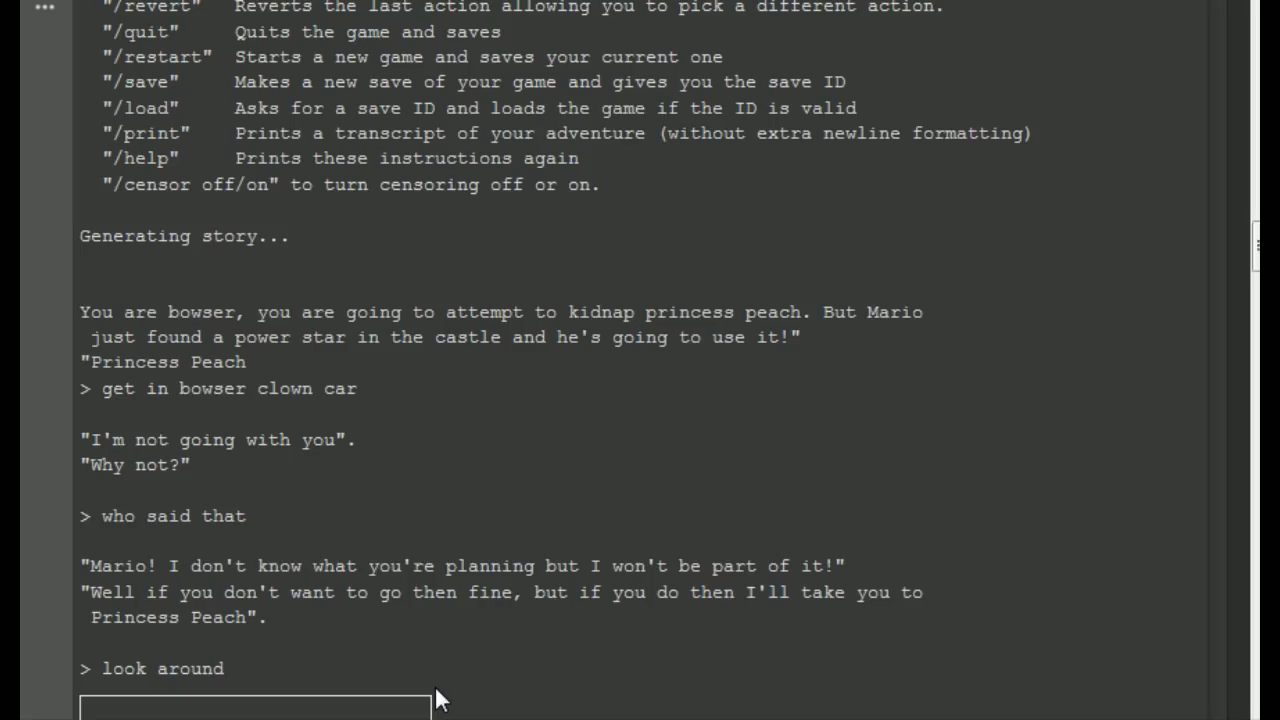 "/revert" Reverts the last action allowing you to pick a different action.
"/quit" Quits the game and saves
"/restart" Starts a new game and saves your current one
"/save" Makes a new save of your game and gives you the save ID
"/load" Asks for a save ID and loads the game if the ID is valid
"/print" Prints a transcript of your adventure (without extra newline formatting)
"/help" Prints these instructions again
"/censor off/on" to turn censoring off or on.
Generating story...
You are bowser, you are going to attempt to kidnap princess peach. But Mario
just found a power star in the castle and he's going to use it!"
"Princess Peach
> get in bowser clown car
"I'm not going with you".
"Why not?"
> who said that
"Mario! I don't know what you're planning but I won't be part of it!"
"Well if you don't want to go then fine, but if you do then I'll take you to
Princess Peach".
> look around